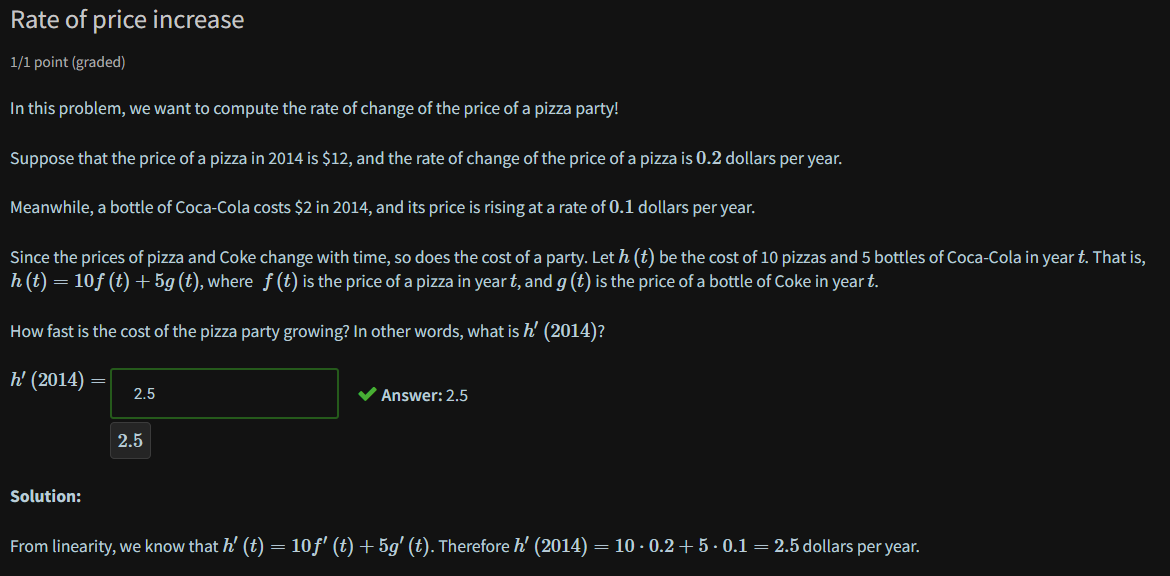 Rate of price increase
1/1 point (graded)
In this problem, we want to compute the rate of change of the price of a pizza party!
Suppose that the price of a pizza in 2014 is $12, and the rate of change of the price of a pizza is 0.2 dollars per year.
Meanwhile, a bottle of Coca-Cola costs $2 in 2014, and its price is rising at a rate of 0.1 dollars per year.
Since the prices of pizza and Coke change with time, so does the cost of a party. Let h (t) be the cost of 10 pizzas and 5 bottles of Coca-Cola in year t. That is,
h (t) = 10f (t) + 5g (t), where f (t) is the price of a pizza in year t, and g (t) is the price of a bottle of Coke in year t.
How fast is the cost of the pizza party growing? In other words, what is h′ (2014)?
h′ (2014) = 2.5 ✔ Answer: 2.5
2.5
Solution:
From linearity, we know that h′ (t) = 10f′ (t) + 5g′ (t). Therefore h′ (2014) = 10 · 0.2 + 5 · 0.1 = 2.5 dollars per year.